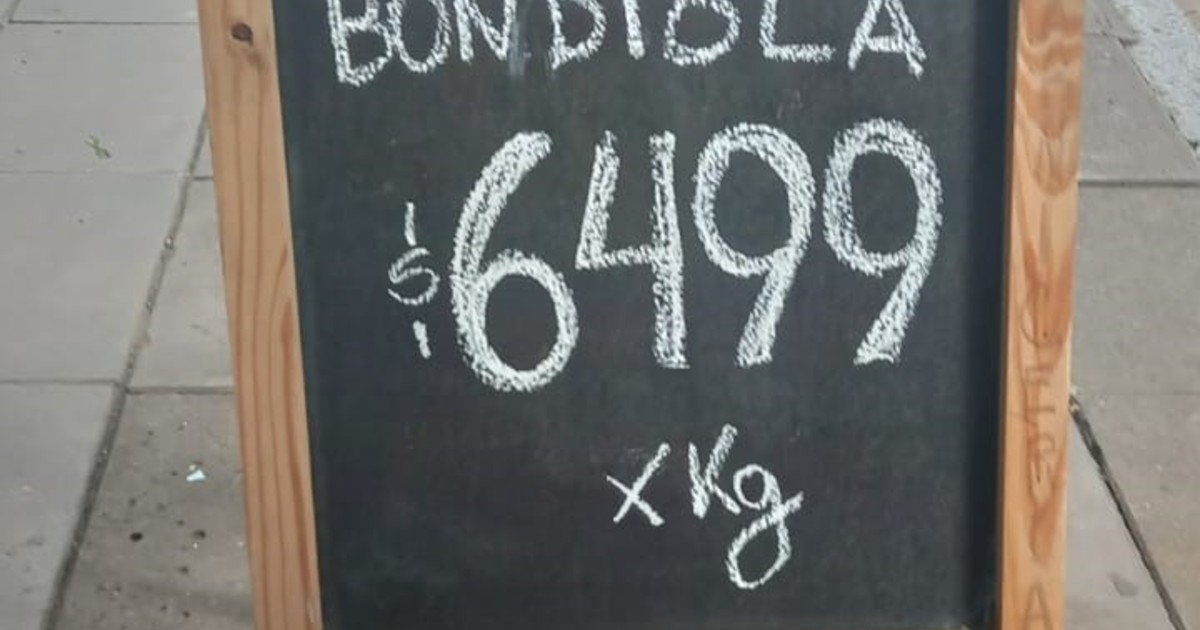 BONDIOLA
$6499
x Kg